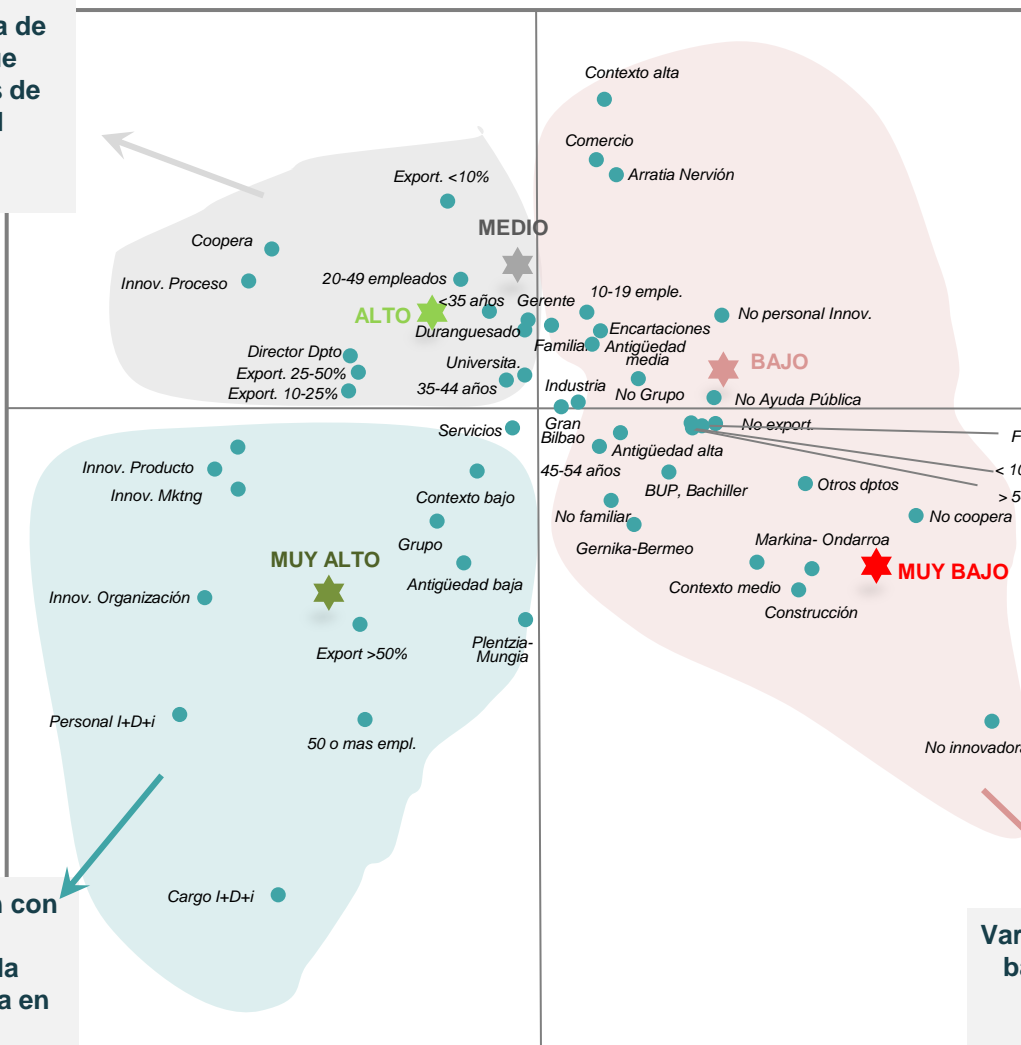 a de
s de
Contexto alta
Comercio
Arratia Nervión
Export. <10%
MEDIO
Coopera
Innov. Proceso
20-49 empleados
<35 años
Gerente
10-19 emple.
ALTO
Duranguesado
Encartaciones
No personal Innov.
Familia.
Antigüedad
media
Director Dpto
Export. 25-50%
Export. 10-25%
Universita.
35-44 años
BAJO
Industria
No Grupo
No Ayuda Pública
Servicios
Gran
Bilbao
No export.
F
< 10
> 5
Antigüedad alta
45-54 años
BUP, Bachiller
Otros dptos
Innov. Producto
Innov. Mktng
Contexto bajo
No familiar
No coopera
Grupo
Gernika-Bermeo
Markina- Ondarroa
MUY ALTO
Antigüedad baja
MUY BAJO
Contexto medio
Construcción
Innov. Organización
Export >50%
Plentzia-
Mungia
Personal I+D+i
50 o mas empl.
No innovadora
Cargo I+D+i
con
la
a en
Var
ba